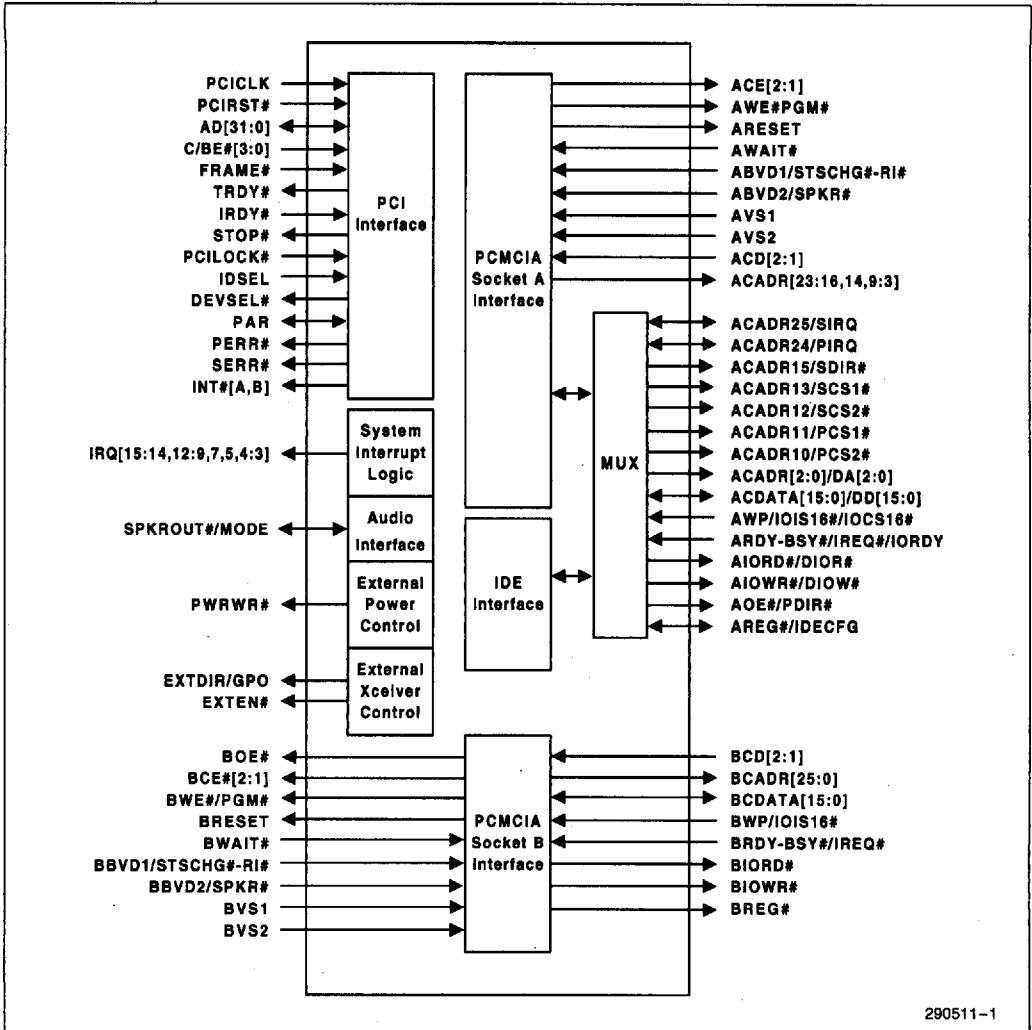 PCICLK
PCIRST#
AD[31:0]
C/BE#[3:0]
FRAME#
TRDY#
IRDY#
STOP#
PCILOCK#
IDSEL
DEVSEL#
PAR
PERR#
SERR#
INT#[A,B]
PCI
Interface
IRQ[15:14,12:9,7,5,4:3]
System
Interrupt
Logic
SPKROUT#/MODE
Audio
Interface
PWRWR#
External
Power
Control
EXTDIR/GPO
EXTEN#
External
Xceiver
Control
PCMCIA
Socket A
Interface
ACE[2:1]
AWE#PGM#
ARESET
AWAIT#
ABVD1/STSCHG#-RI#
ABVD2/SPKR#
AVS1
AVS2
ACD[2:1]
ACADR[23:16,14,9:3]
IDE
Interface
MUX
ACADR25/SIRQ
ACADR24/PIRQ
ACADR15/SDIR#
ACADR13/SCS1#
ACADR12/SCS2#
ACADR11/PCS1#
ACADR10/PCS2#
ACADR[2:0]/DA[2:0]
ACDATA[15:0]/DD[15:0]
AWP/IOIS16#/IOCS16#
ARDY-BSY#/IREQ#/IORDY
AIORD#/DIOR#
AIOWR#/DIOW#
AOE#/PDIR#
AREG#/IDECFG
BOE#
BCE#[2:1]
BWE#/PGM#
BRESET
BWAIT#
BBVD1/STSCHG#-RI#
BBVD2/SPKR#
BVS1
BVS2
PCMCIA
Socket B
Interface
BCD[2:1]
BCADR[25:0]
BCDATA[15:0]
BWP/IOIS16#
BRDY-BSY#/IREQ#
BIORD#
BIOWR#
BREG#
290511-1